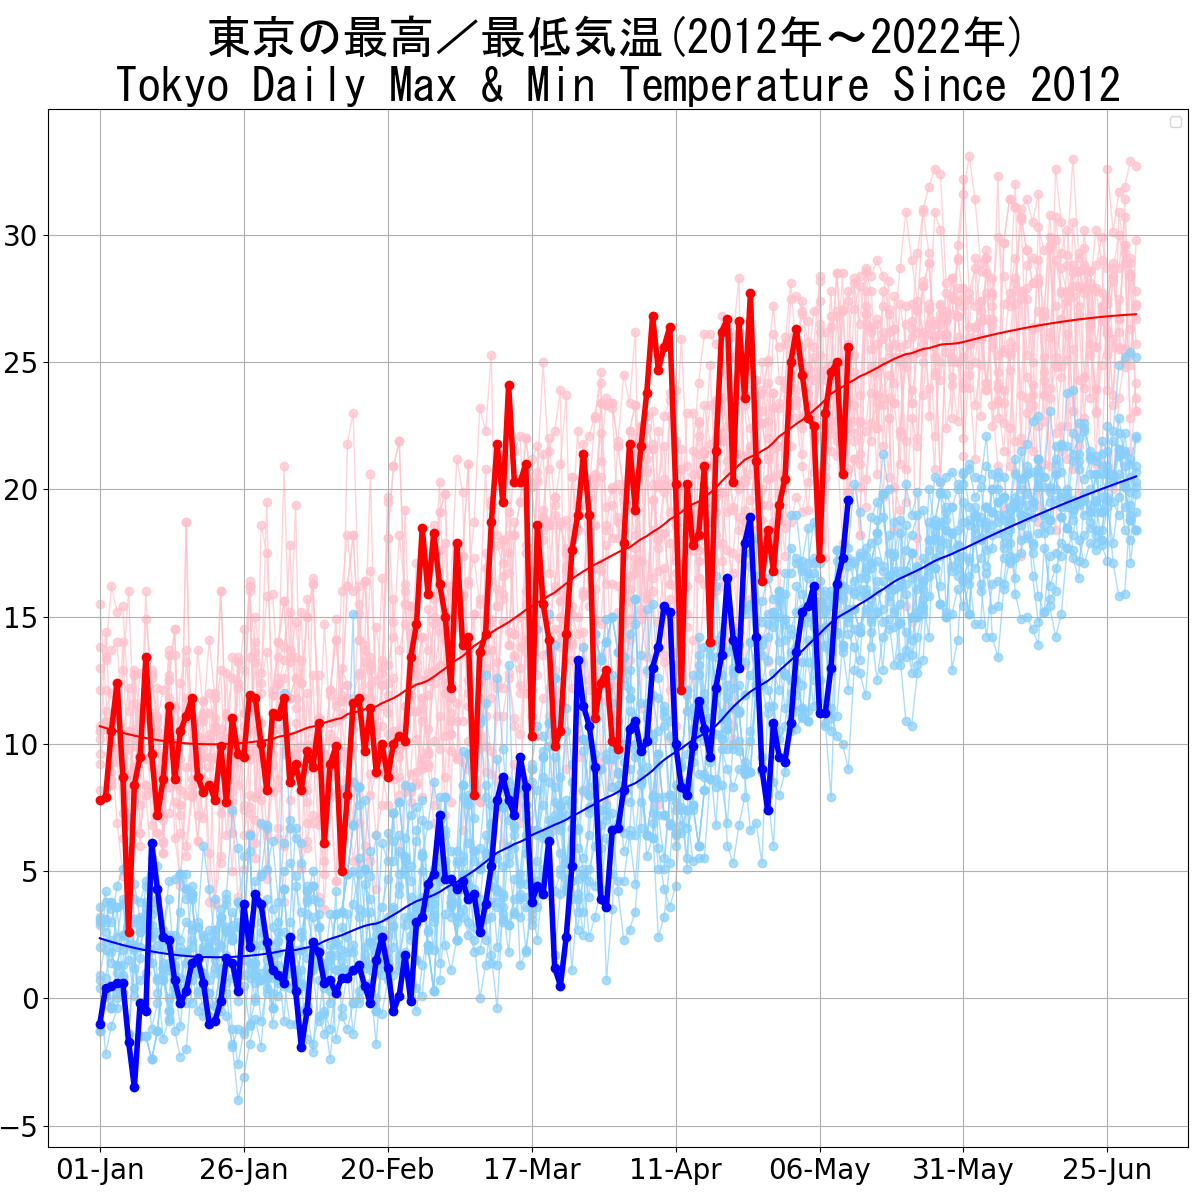 東京の最高／最低気温(2012年～2022年)
Tokyo Daily Max & Min Temperature Since 2012
30
25
20
15
10
5
0
−5
01-Jan 26-Jan 20-Feb 17-Mar 11-Apr 06-May 31-May 25-Jun